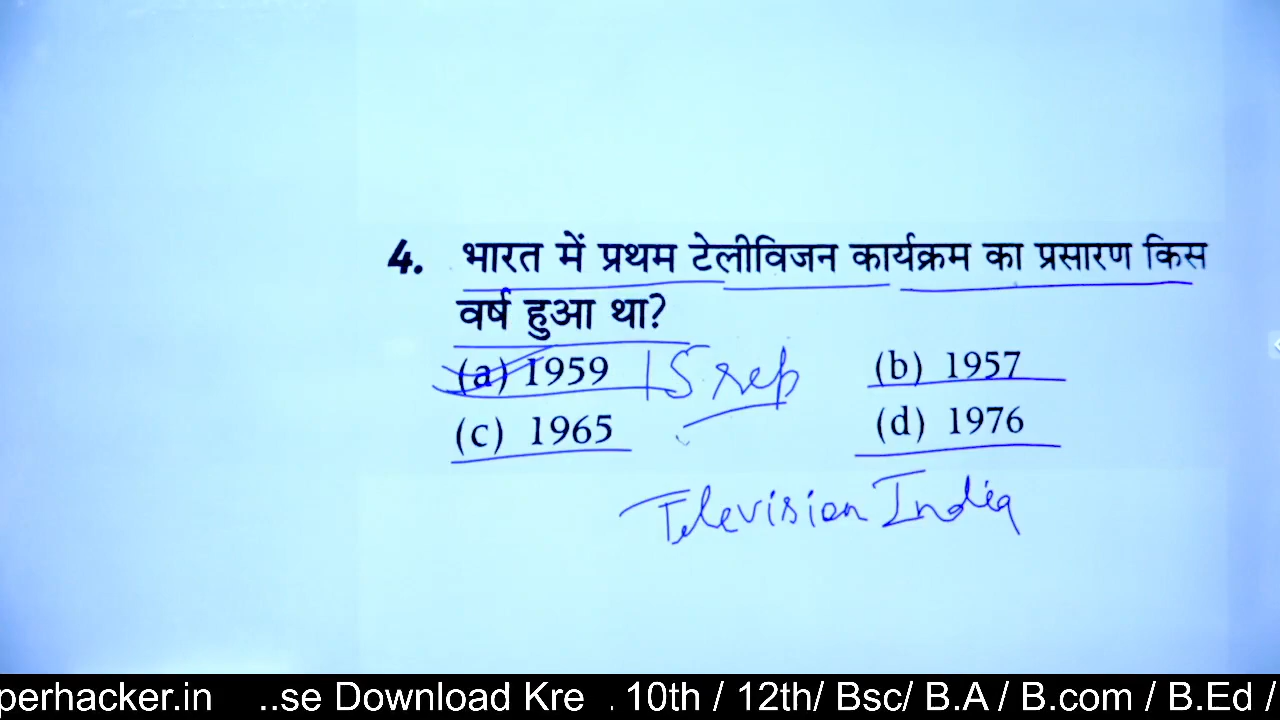 4. भारत में प्रथम टेलीविजन कार्यक्रम का प्रसारण किस
वर्ष हुआ था?
(a) 1959 15 sep (b) 1957
(c) 1965 (d) 1976
Television India
perhacker.in ..se Download Kre . 10th / 12th/ Bsc/ B.A / B.com / B.Ed /